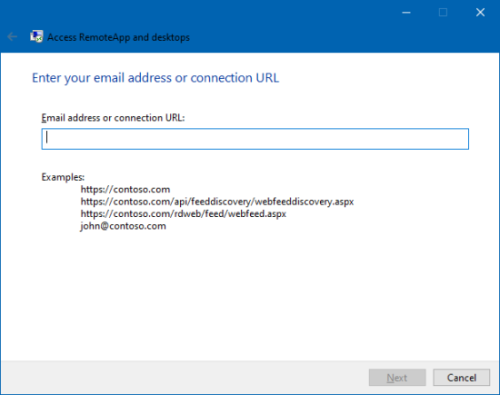 Access RemoteApp and desktops
Enter your email address or connection URL
Email address or connection URL:
Examples:
https://contoso.com
https://contoso.com/api/feeddiscovery/webfeeddiscovery.aspx
https://contoso.com/rdweb/feed/webfeed.aspx
john@contoso.com
Next Cancel